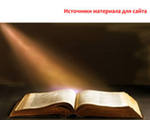 Источники материала для сайта